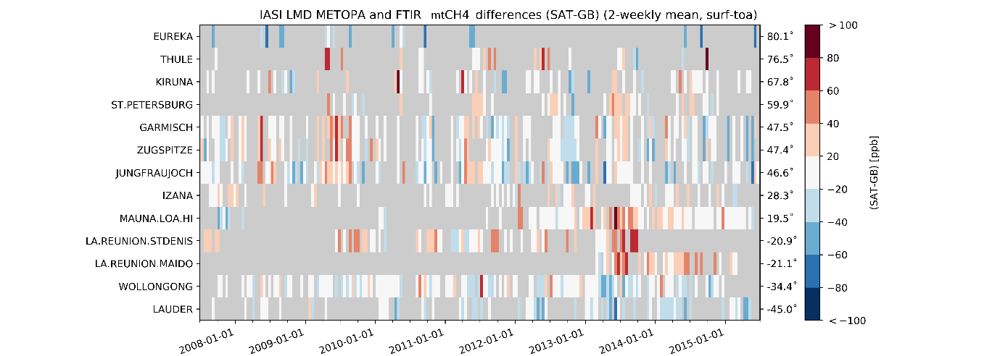 IASI LMD METOPA and FTIR mtCH4 differences (SAT-GB) (2-weekly mean, surf-toa)
EUREKA 80.1°
THULE 76.5°
KIRUNA 67.8°
ST.PETERSBURG 59.9°
GARMISCH 47.5°
ZUGSPITZE 47.4°
JUNGFRAUJOCH 46.6°
IZANA 28.3°
MAUNA.LOA.HI 19.5°
LA.REUNION.STDENIS -20.9°
LA.REUNION.MAIDO -21.1°
WOLLONGONG -34.4°
LAUDER -45.0°
2008-01-01 2009-01-01 2010-01-01 2011-01-01 2012-01-01 2013-01-01 2014-01-01 2015-01-01
> 100
80
60
40
20
−20
−40
−60
−80
< −100
(SAT-GB) [ppb]